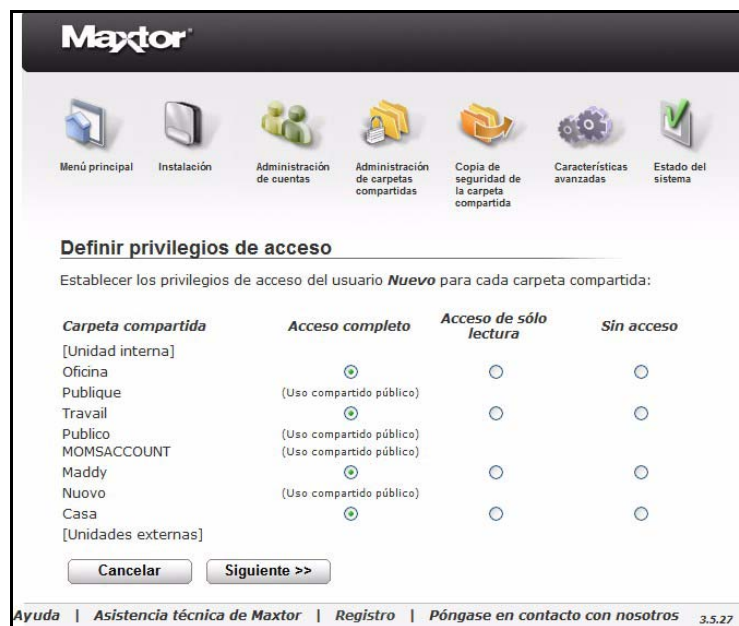 Maxtor
Menú principal
Instalación
Administración de cuentas
Administración de carpetas compartidas
Copia de seguridad de la carpeta compartida
Características avanzadas
Estado del sistema
Definir privilegios de acceso
Establecer los privilegios de acceso del usuario Nuevo para cada carpeta compartida:
Carpeta compartida Acceso completo Acceso de sólo lectura Sin acceso
[Unidad interna]
Oficina
Publique (Uso compartido público)
Travail
Publico (Uso compartido público)
MOMSACCOUNT (Uso compartido público)
Maddy
Nuovo (Uso compartido público)
Casa
[Unidades externas]
Cancelar Siguiente >>
Ayuda | Asistencia técnica de Maxtor | Registro | Póngase en contacto con nosotros 3.5.27